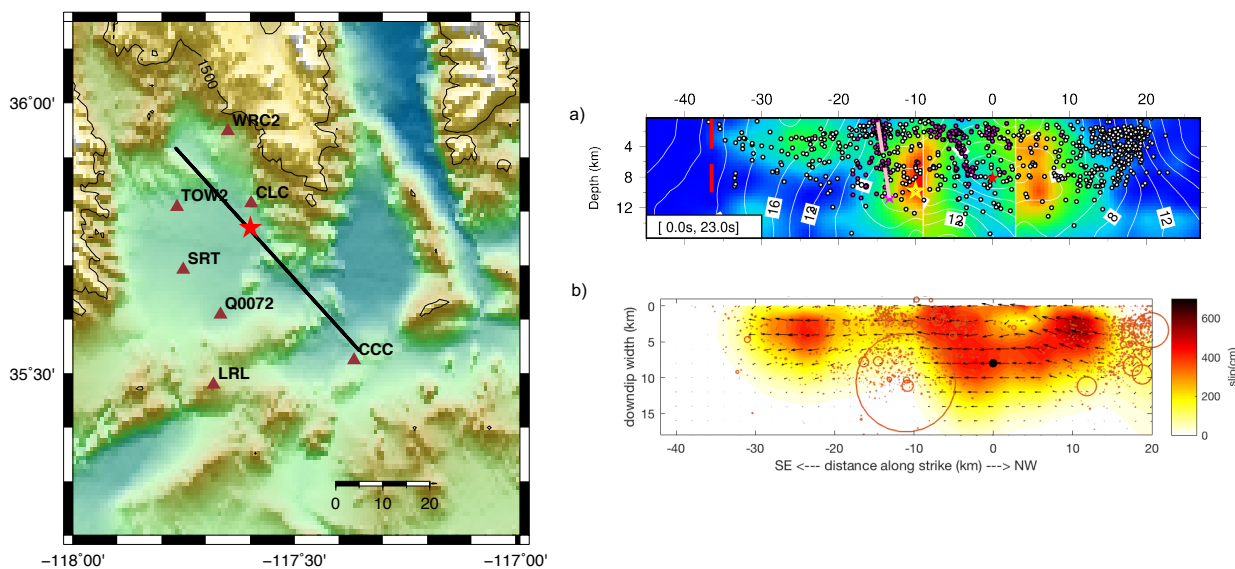 36°00'
35°30'
-118°00'
-117°30'
-117°00'
1500
WRC2
TOW2
CLC
SRT
Q0072
CCC
LRL
0 10 20
a)
-40 -30 -20 -10 0 10 20
Depth (km)
4
8
12
16
12
12
8
12
[ 0.0s, 23.0s]
b)
downdip width (km)
0
5
10
15
-40 -30 -20 -10 0 10 20
SE <--- distance along strike (km) ---> NW
600
400
200
0
slip(cm)